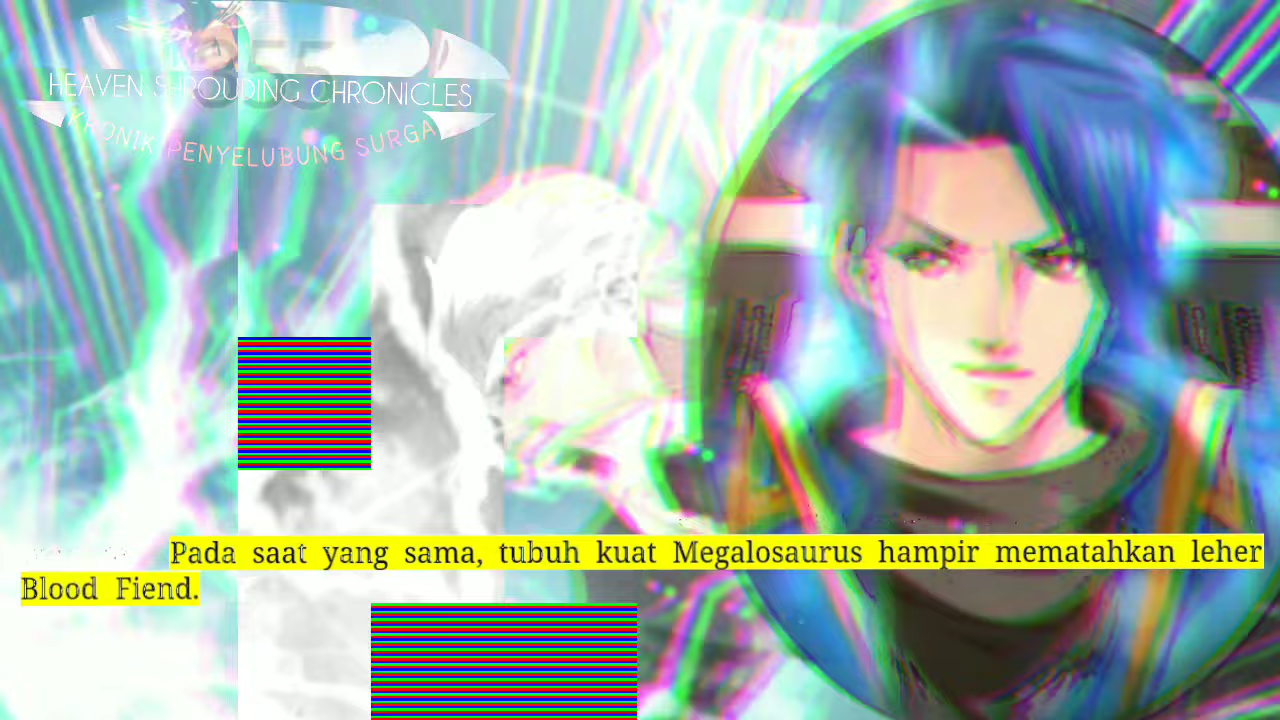 HEAVEN SHROUDING CHRONICLES
KRONIK PENYELUBUNG SURGA
Pada saat yang sama, tubuh kuat Megalosaurus hampir mematahkan leher
Blood Fiend.